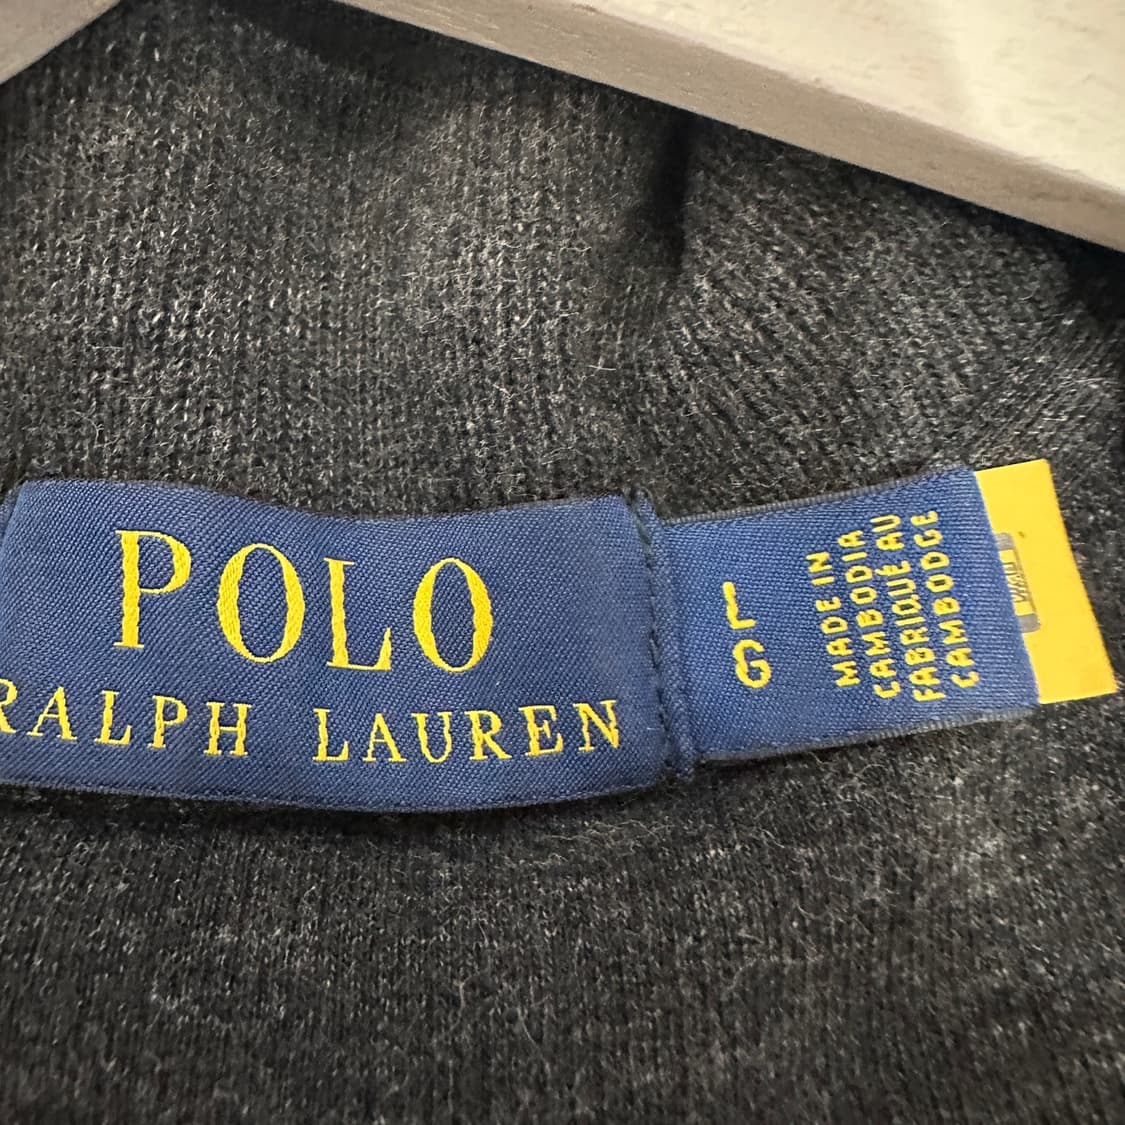 POLO
RALPH LAUREN
L
G
MADE IN
CAMBODIA
FABRIQUÉ AU
CAMBODGE